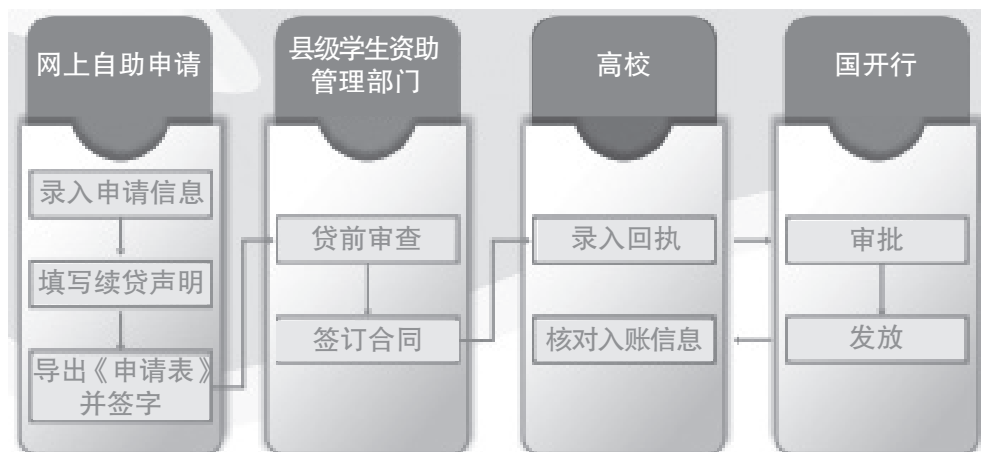 网上自助申请
录入申请信息
填写续贷声明
导出《申请表》
并签字
县级学生资助
管理部门
贷前审查
签订合同
高校
录入回执
核对入账信息
国开行
审批
发放